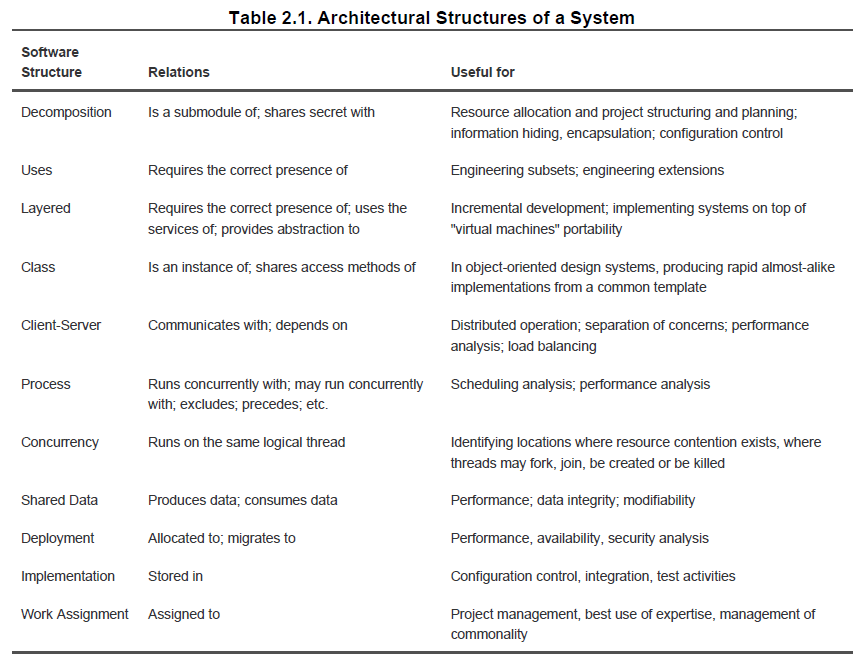 Table 2.1. Architectural Structures of a System
Software
Structure Relations Useful for
Decomposition Is a submodule of; shares secret with Resource allocation and project structuring and planning;
information hiding, encapsulation; configuration control
Uses Requires the correct presence of Engineering subsets; engineering extensions
Layered Requires the correct presence of; uses the Incremental development; implementing systems on top of
services of; provides abstraction to "virtual machines" portability
Class Is an instance of; shares access methods of In object-oriented design systems, producing rapid almost-alike
implementations from a common template
Client-Server Communicates with; depends on Distributed operation; separation of concerns; performance
analysis; load balancing
Process Runs concurrently with; may run concurrently Scheduling analysis; performance analysis
with; excludes; precedes; etc.
Concurrency Runs on the same logical thread Identifying locations where resource contention exists, where
threads may fork, join, be created or be killed
Shared Data Produces data; consumes data Performance; data integrity; modifiability
Deployment Allocated to; migrates to Performance, availability, security analysis
Implementation Stored in Configuration control, integration, test activities
Work Assignment Assigned to Project management, best use of expertise, management of
commonality